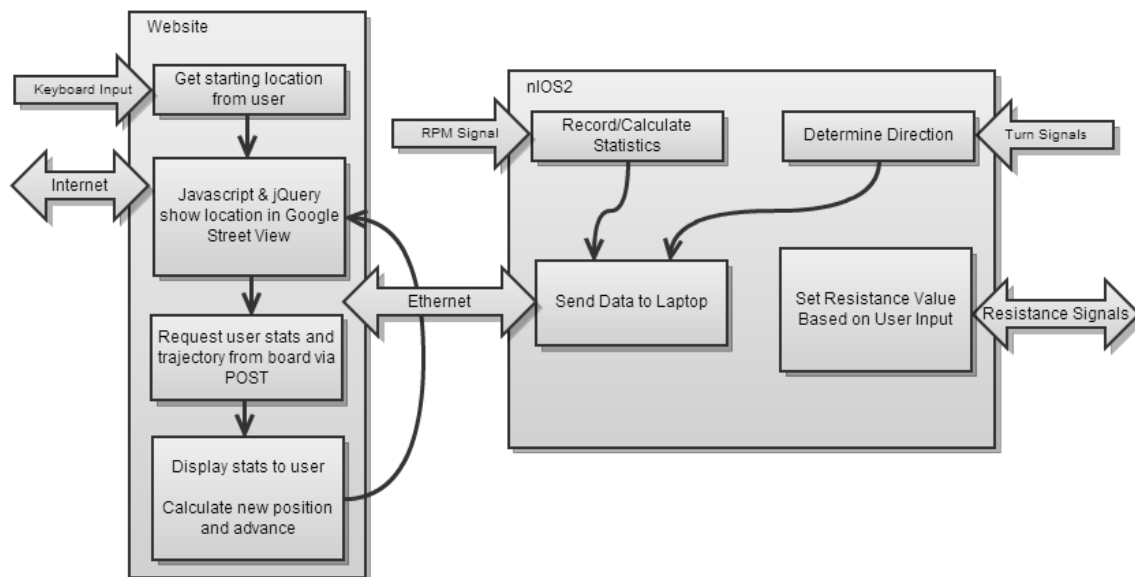 Website
Keyboard Input
Get starting location
from user
Internet
Javascript & jQuery
show location in Google
Street View
Request user stats and
trajectory from board via
POST
Display stats to user
Calculate new position
and advance
Ethernet
nIOS2
RPM Signal
Record/Calculate
Statistics
Determine Direction
Turn Signals
Send Data to Laptop
Set Resistance Value
Based on User Input
Resistance Signals